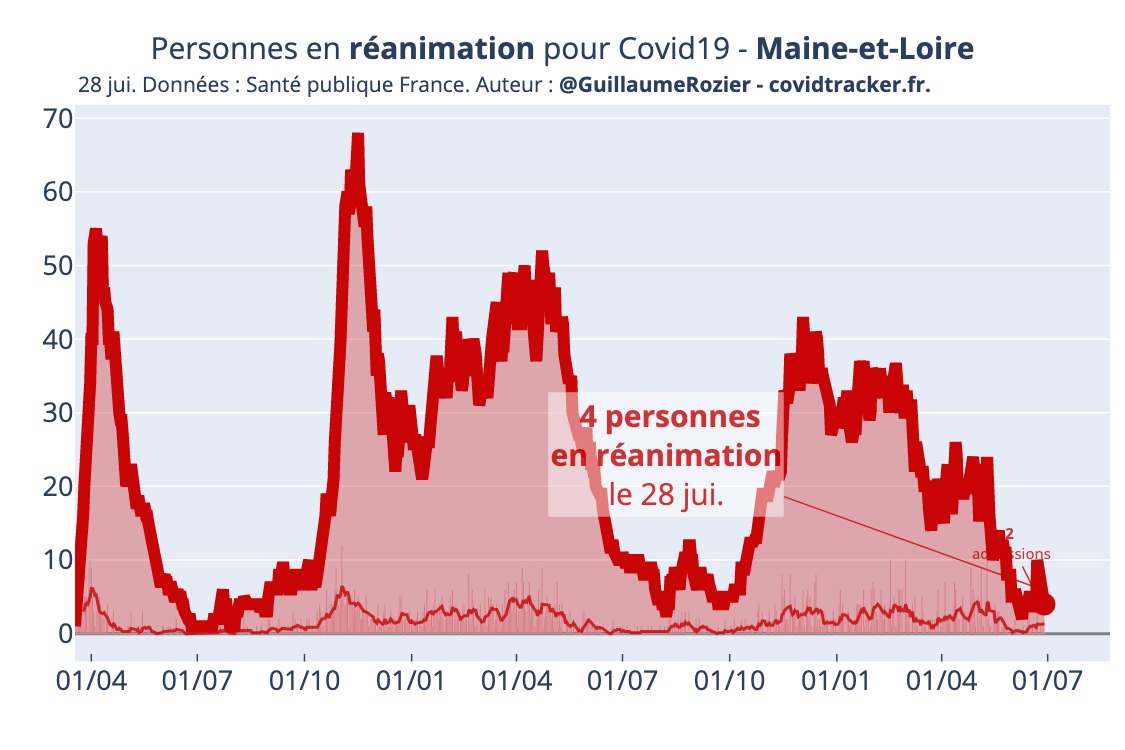 Personnes en réanimation pour Covid19 - Maine-et-Loire
28 jui. Données : Santé publique France. Auteur : @GuillaumeRozier - covidtracker.fr.
70
60
50
40
30
20
10
0
4 personnes
en réanimation
le 28 jui.
2
admissions
01/04 01/07 01/10 01/01 01/04 01/07 01/10 01/01 01/04 01/07